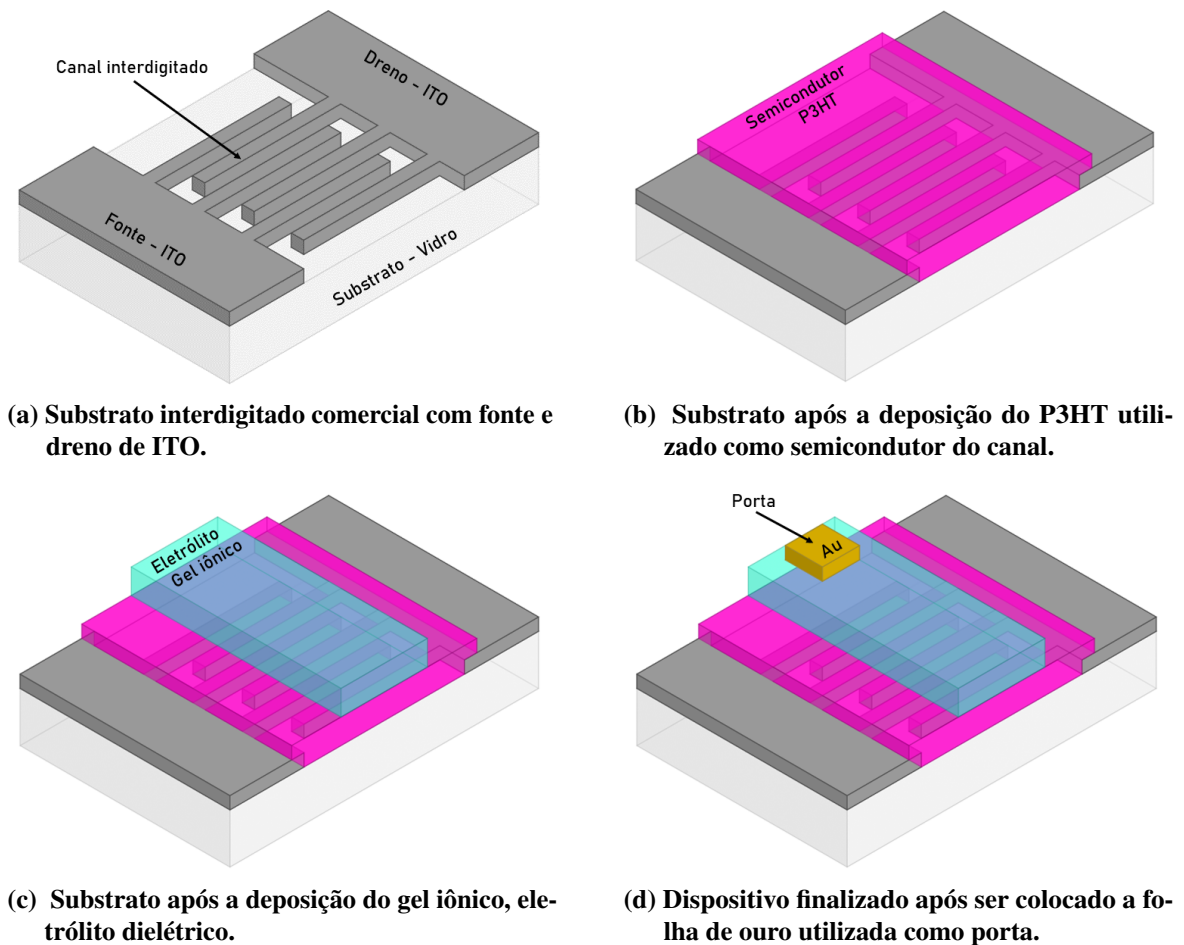 Canal interdigitado
Dreno - ITO
Fonte - ITO
Substrato - Vidro
Semicondutor
P3HT
(a) Substrato interdigitado comercial com fonte e
dreno de ITO.
(b) Substrato após a deposição do P3HT utili-
zado como semicondutor do canal.
Eletrólito
Gel iônico
Porta
Au
(c) Substrato após a deposição do gel iônico, ele-
trólito dielétrico.
(d) Dispositivo finalizado após ser colocado a fo-
lha de ouro utilizada como porta.